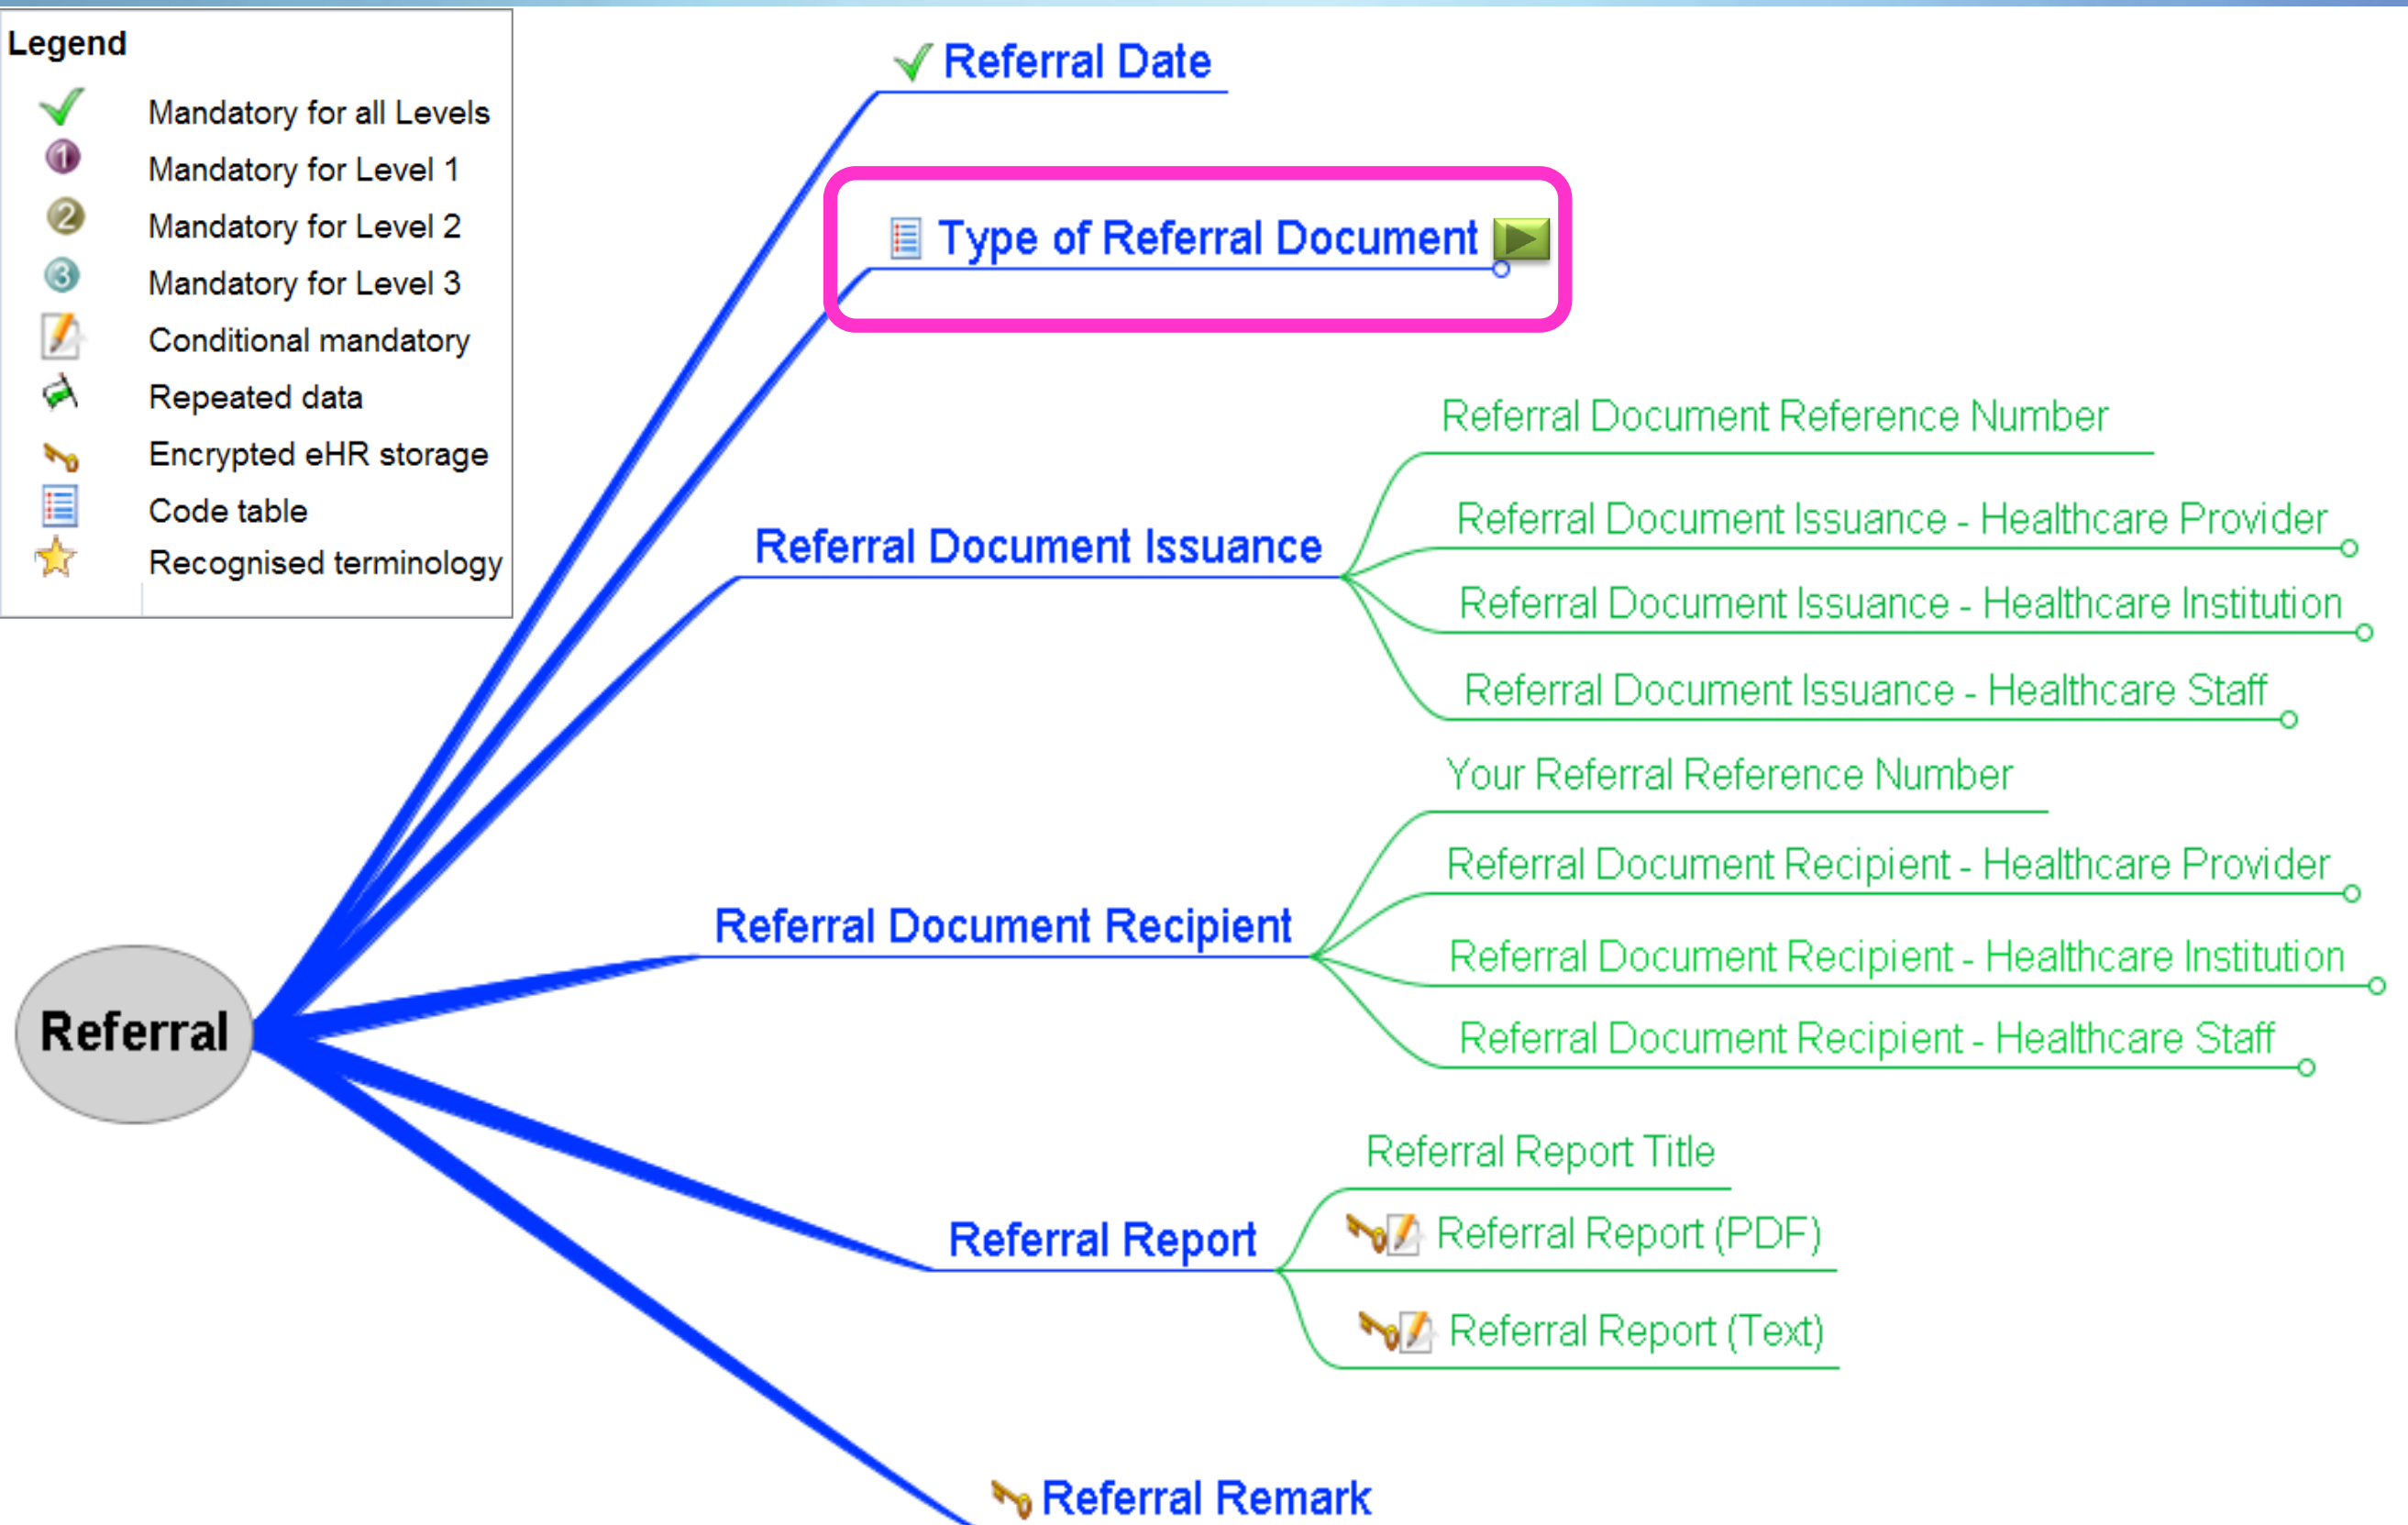 Legend
Mandatory for all Levels
1 Mandatory for Level 1
2 Mandatory for Level 2
3 Mandatory for Level 3
Conditional mandatory
Repeated data
Encrypted eHR storage
Code table
Recognised terminology
Referral
Referral Date
Type of Referral Document
Referral Document Issuance
Referral Document Reference Number
Referral Document Issuance - Healthcare Provider
Referral Document Issuance - Healthcare Institution
Referral Document Issuance - Healthcare Staff
Referral Document Recipient
Your Referral Reference Number
Referral Document Recipient - Healthcare Provider
Referral Document Recipient - Healthcare Institution
Referral Document Recipient - Healthcare Staff
Referral Report
Referral Report Title
Referral Report (PDF)
Referral Report (Text)
Referral Remark